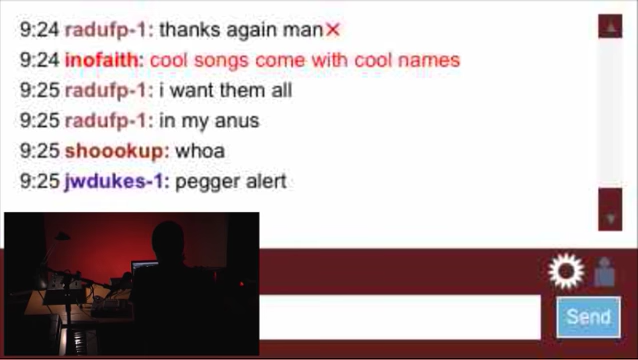 9:24 radufp-1: thanks again man×
9:24 inofaith: cool songs come with cool names
9:25 radufp-1: i want them all
9:25 radufp-1: in my anus
9:25 shoookup: whoa
9:25 jwdukes-1: pegger alert
Send